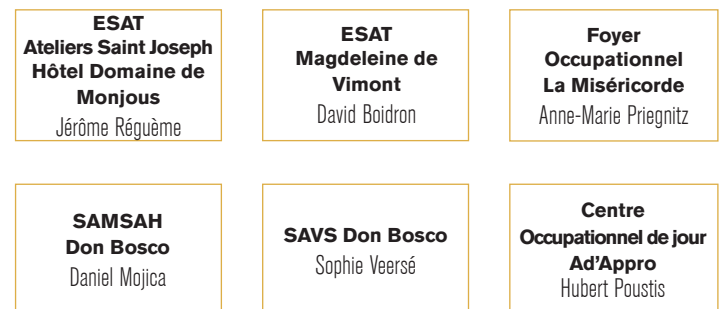 ESAT
Ateliers Saint Joseph
Hôtel Domaine de
Monjous
Jérôme Réguème
ESAT
Magdeleine de
Vimont
David Boidron
Foyer
Occupationnel
La Miséricorde
Anne-Marie Priegnitz
SAMSAH
Don Bosco
Daniel Mojica
SAVS Don Bosco
Sophie Veersé
Centre
Occupationnel de jour
Ad’Appro
Hubert Poustis